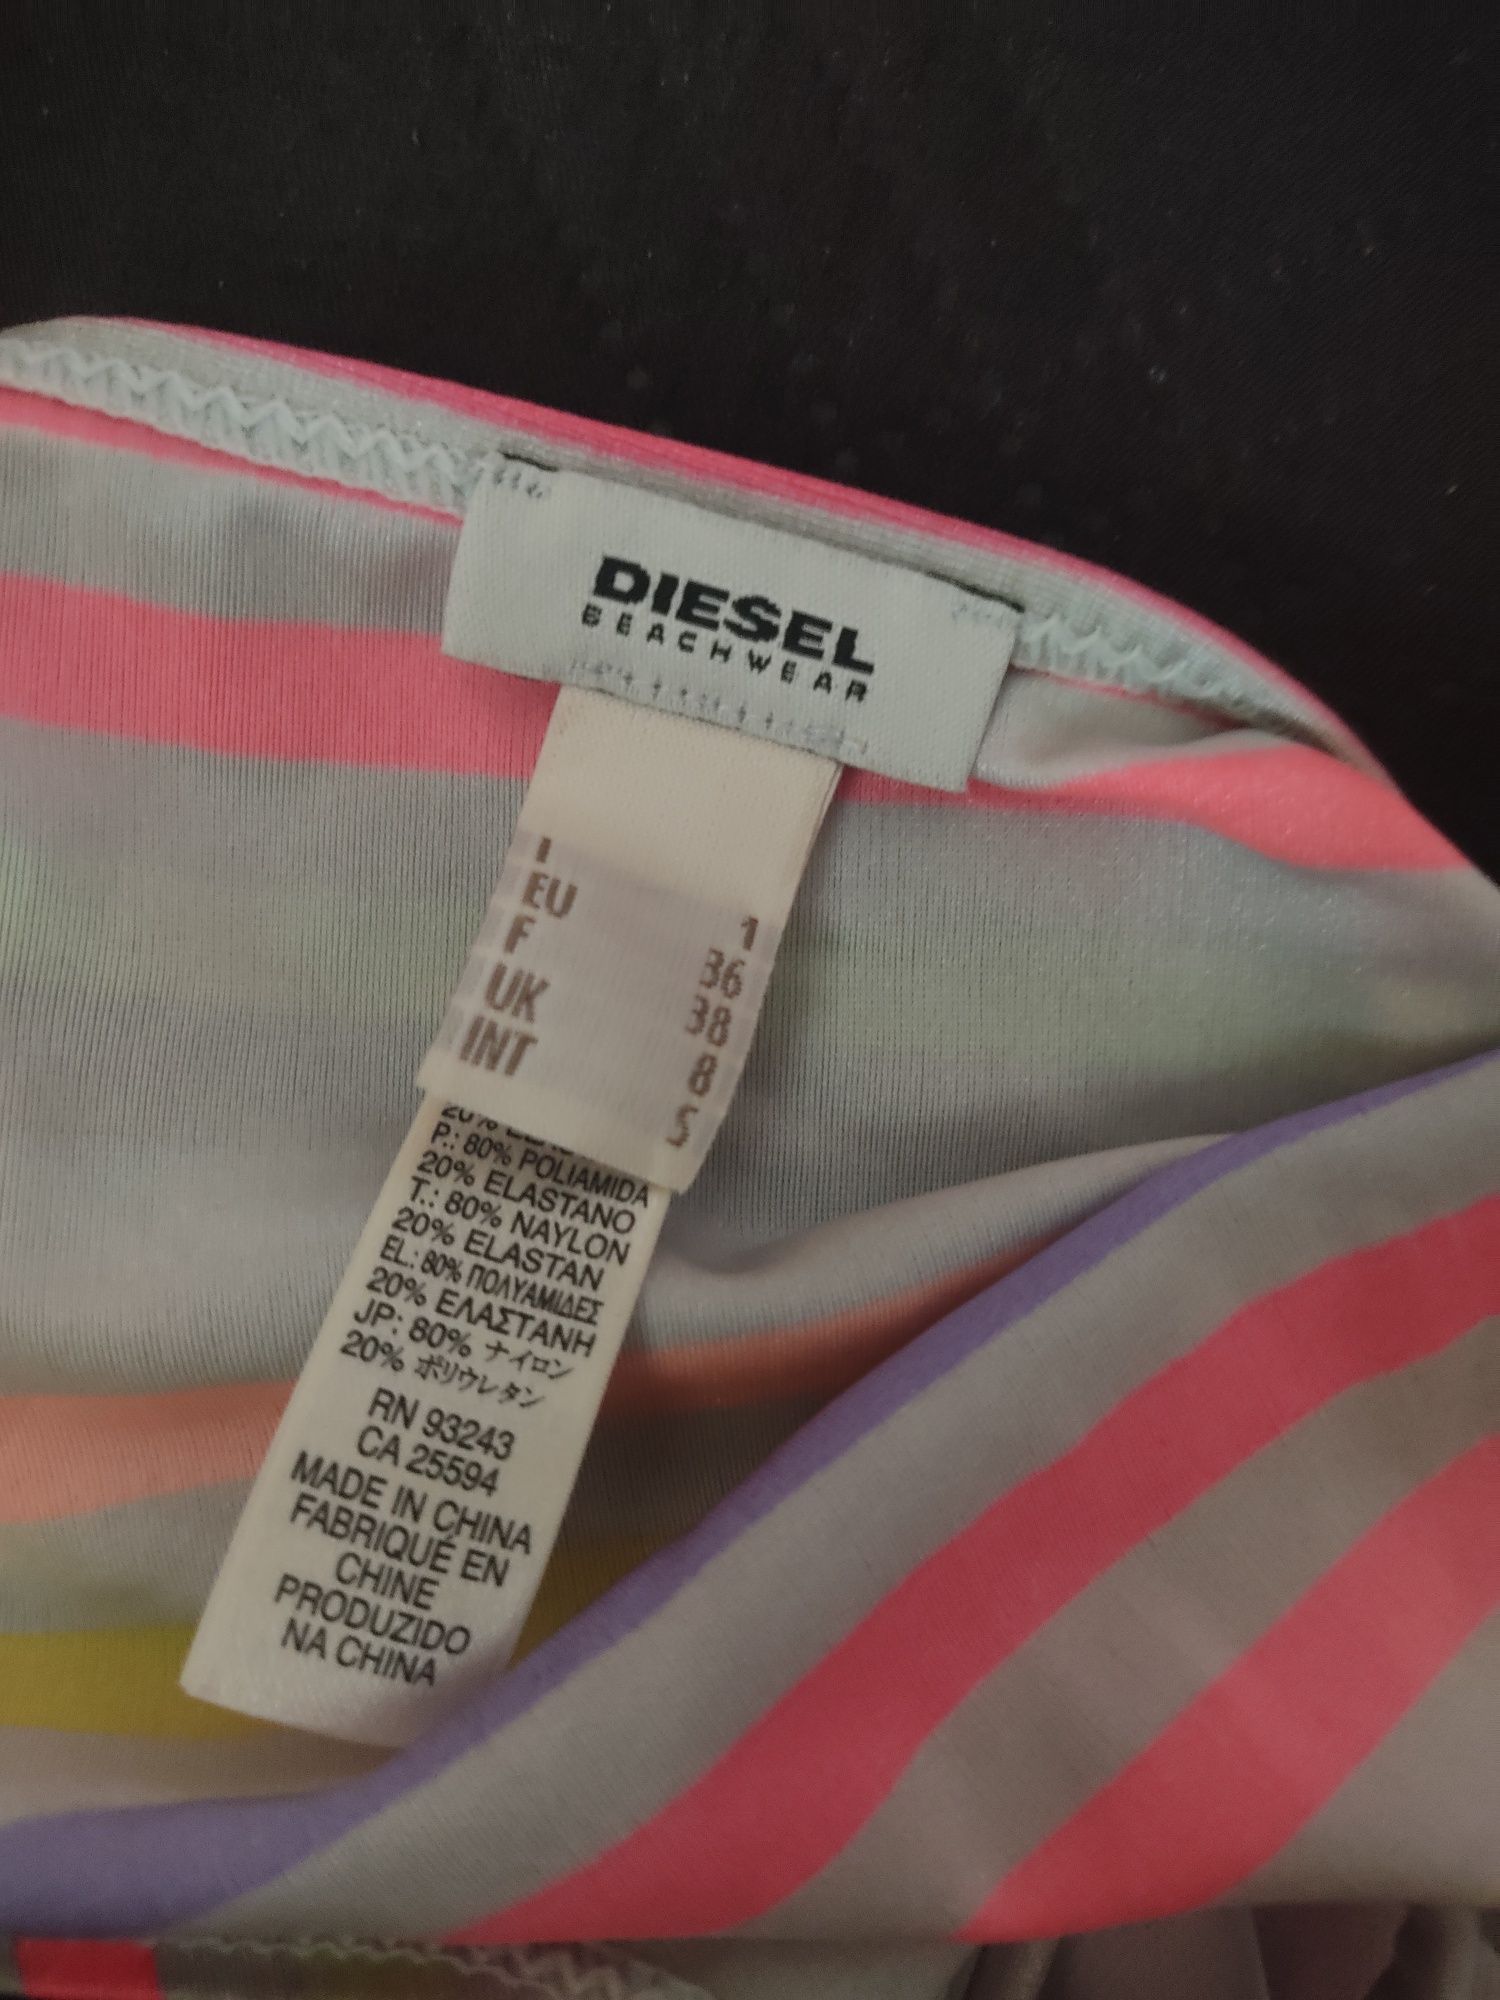 DIESEL
BEACHWEAR
I 1
EU 36
F 38
UK 8
INT S
20%
P.: 80% POLIAMIDA
20% ELASTANO
T.: 80% NAYLON
20% ELASTAN
EL: 80% ΠΟΛΥΑΜΙΔΕΣ
20% ΕΛΑΣΤΑΝΗ
JP: 80% ナイロン
20% ポリウレタン
RN 93243
CA 25594
MADE IN CHINA
FABRIQUÉ EN
CHINE
PRODUZIDO
NA CHINA